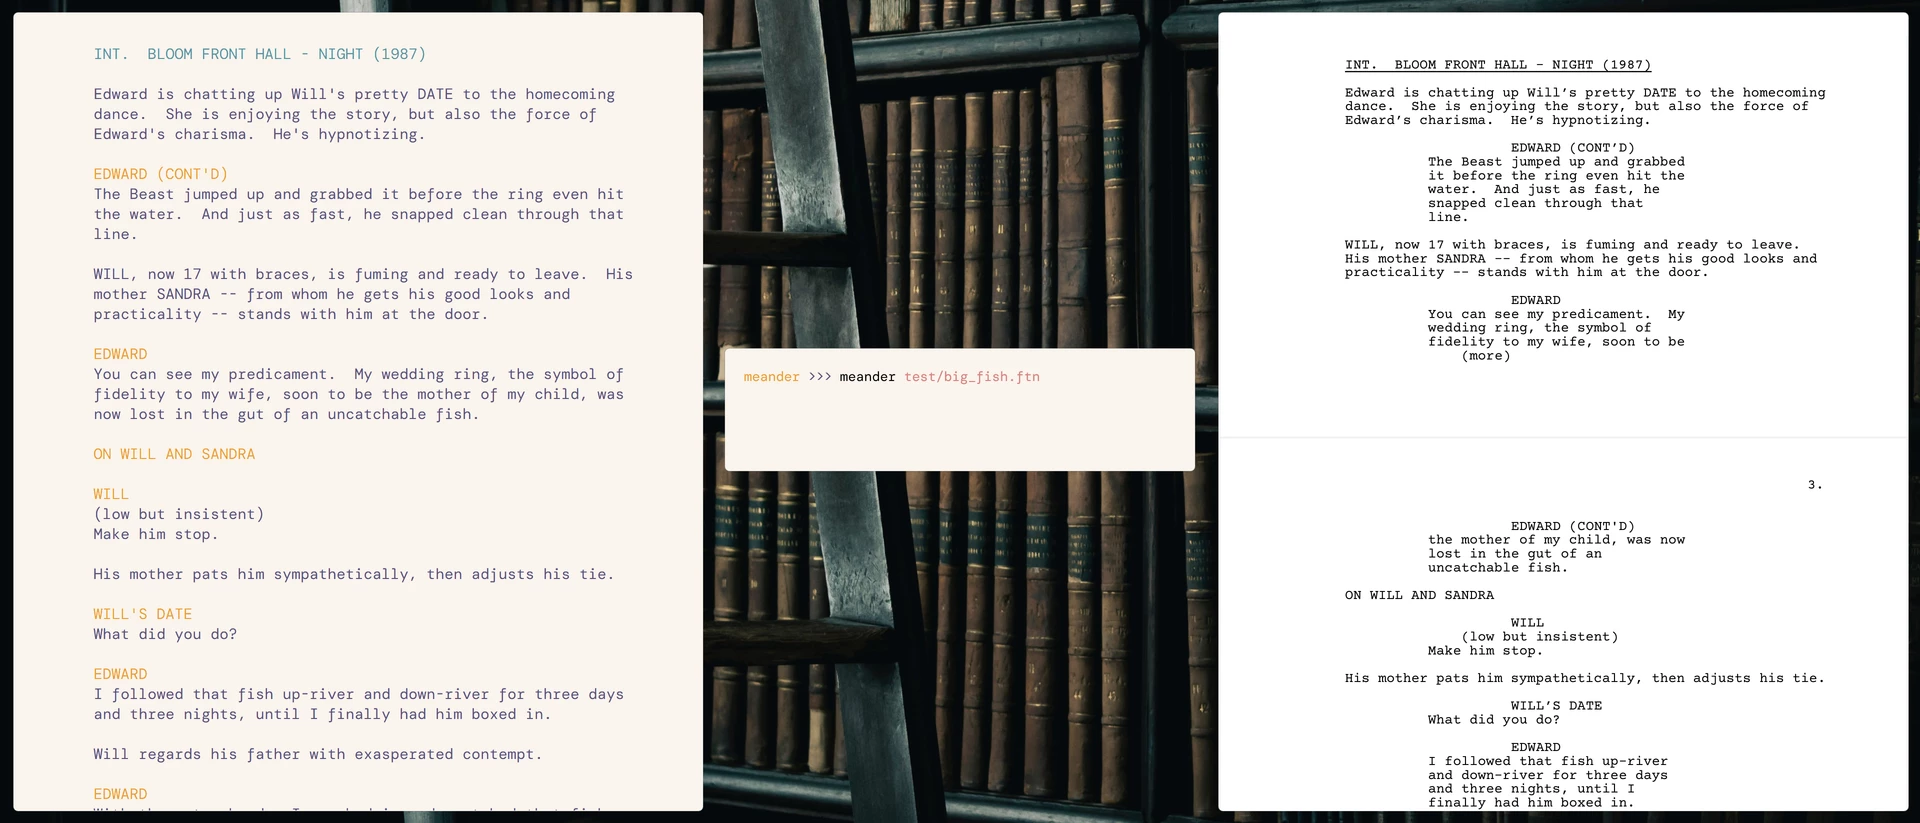 INT.  BLOOM FRONT HALL - NIGHT (1987)
Edward is chatting up Will's pretty DATE to the homecoming
dance.  She is enjoying the story, but also the force of
Edward's charisma.  He's hypnotizing.
EDWARD (CONT'D)
The Beast jumped up and grabbed it before the ring even hit
the water.  And just as fast, he snapped clean through that
line.
WILL, now 17 with braces, is fuming and ready to leave.  His
mother SANDRA -- from whom he gets his good looks and
practicality -- stands with him at the door.
EDWARD
You can see my predicament.  My wedding ring, the symbol of
fidelity to my wife, soon to be the mother of my child, was
now lost in the gut of an uncatchable fish.
ON WILL AND SANDRA
WILL
(low but insistent)
Make him stop.
His mother pats him sympathetically, then adjusts his tie.
WILL'S DATE
What did you do?
EDWARD
I followed that fish up-river and down-river for three days
and three nights, until I finally had him boxed in.
Will regards his father with exasperated contempt.
EDWARD
meander >>> meander test/big_fish.ftn
INT.  BLOOM FRONT HALL - NIGHT (1987)
Edward is chatting up Will’s pretty DATE to the homecoming
dance.  She is enjoying the story, but also the force of
Edward’s charisma.  He’s hypnotizing.
EDWARD (CONT’D)
The Beast jumped up and grabbed
it before the ring even hit the
water.  And just as fast, he
snapped clean through that
line.
WILL, now 17 with braces, is fuming and ready to leave.
His mother SANDRA -- from whom he gets his good looks and
practicality -- stands with him at the door.
EDWARD
You can see my predicament.  My
wedding ring, the symbol of
fidelity to my wife, soon to be
(more)
3.
EDWARD (CONT'D)
the mother of my child, was now
lost in the gut of an
uncatchable fish.
ON WILL AND SANDRA
WILL
(low but insistent)
Make him stop.
His mother pats him sympathetically, then adjusts his tie.
WILL’S DATE
What did you do?
EDWARD
I followed that fish up-river
and down-river for three days
and three nights, until I
finally had him boxed in.